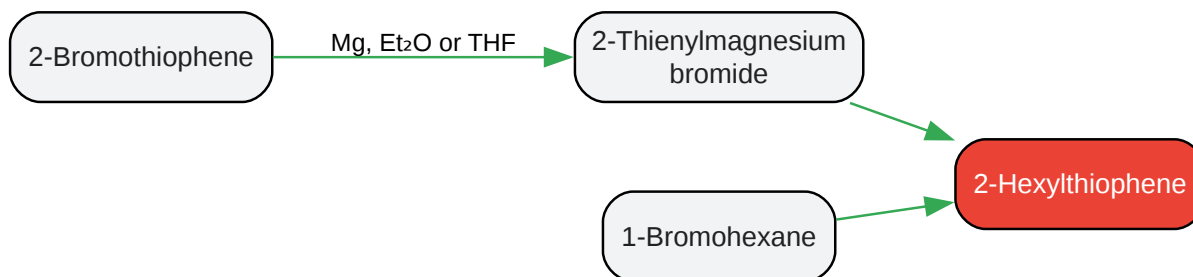 2-Bromothiophene
Mg, Et₂O or THF
2-Thienylmagnesium
bromide
2-Hexylthiophene
1-Bromohexane